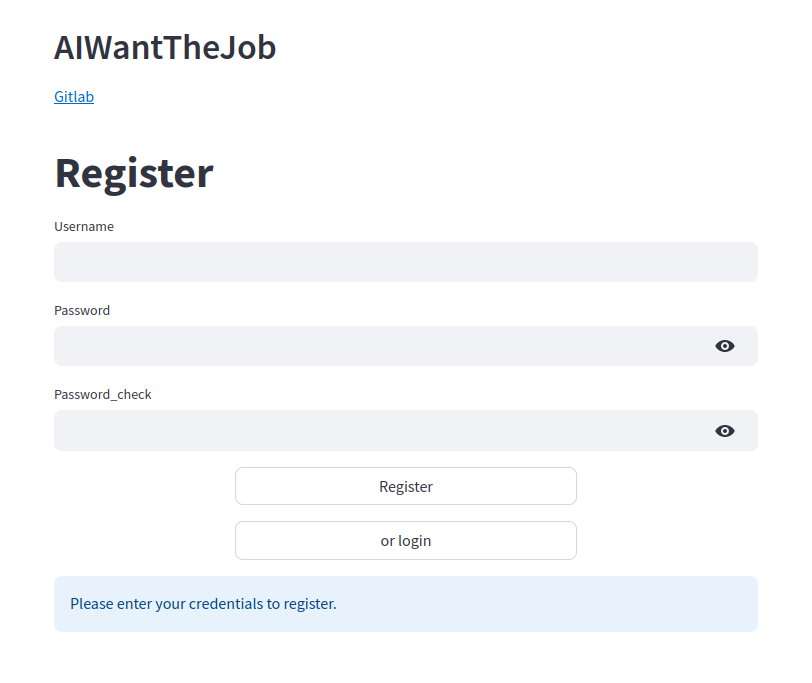 AIWantTheJob
Gitlab
Register
Username
Password
Password_check
Register
or login
Please enter your credentials to register.